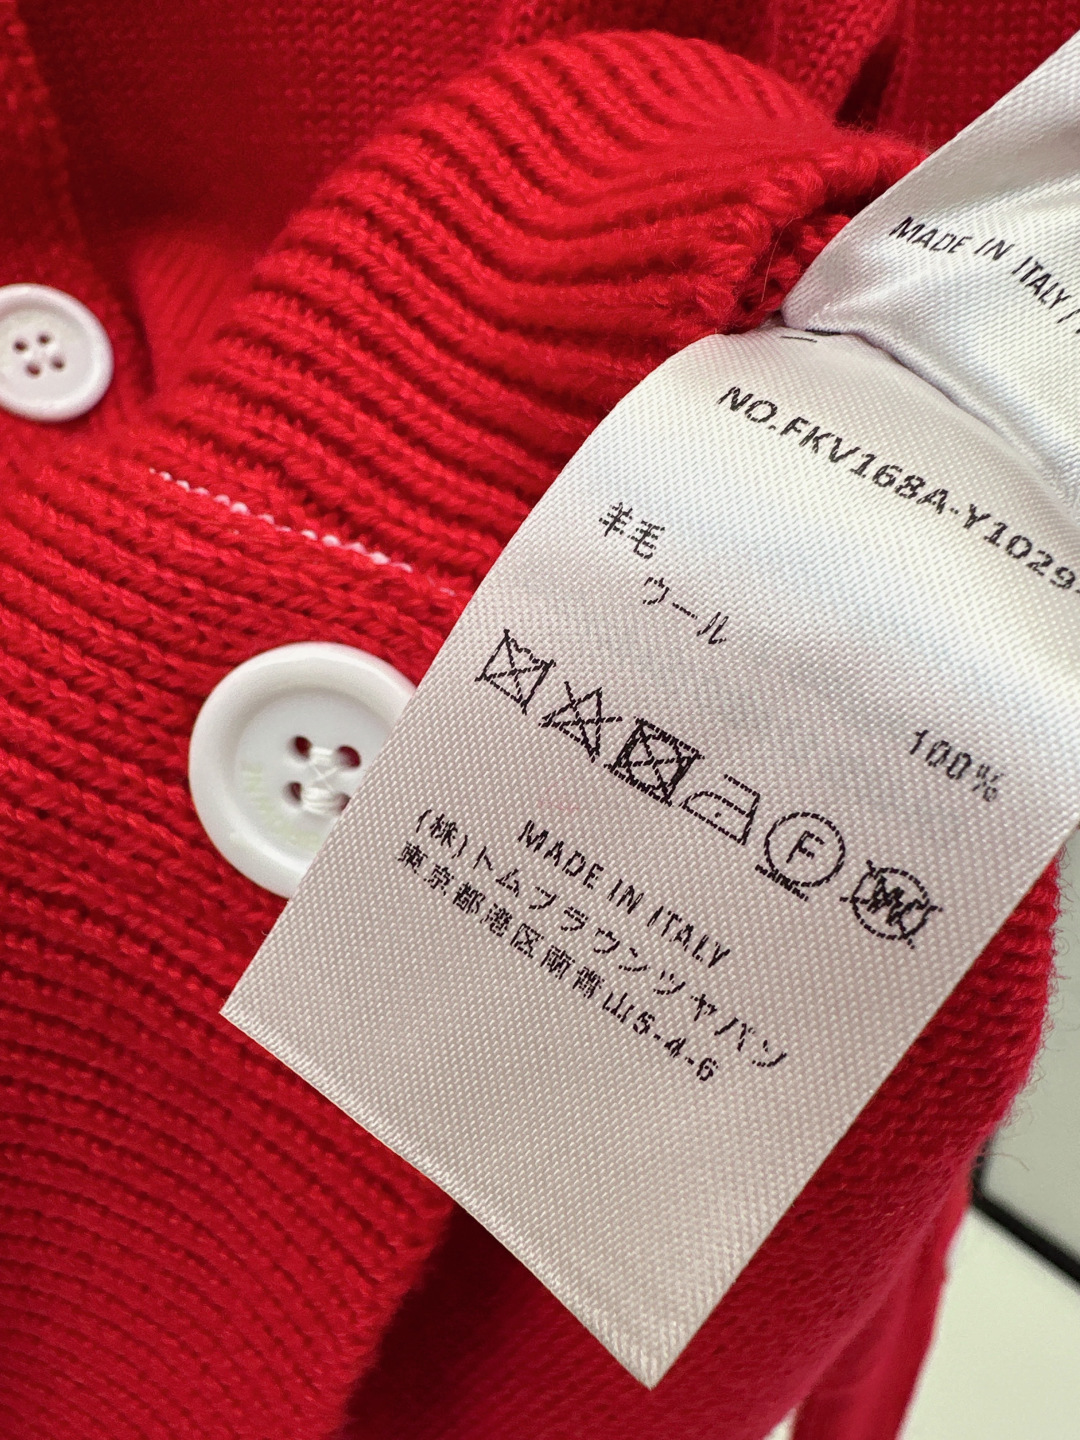 MADE IN ITALY /
NO.FKV168A-Y1029
羊毛
ウール
100%
F
MADE IN ITALY
(株)トムブラウンジャパン
東京都港区南青山5-4-6